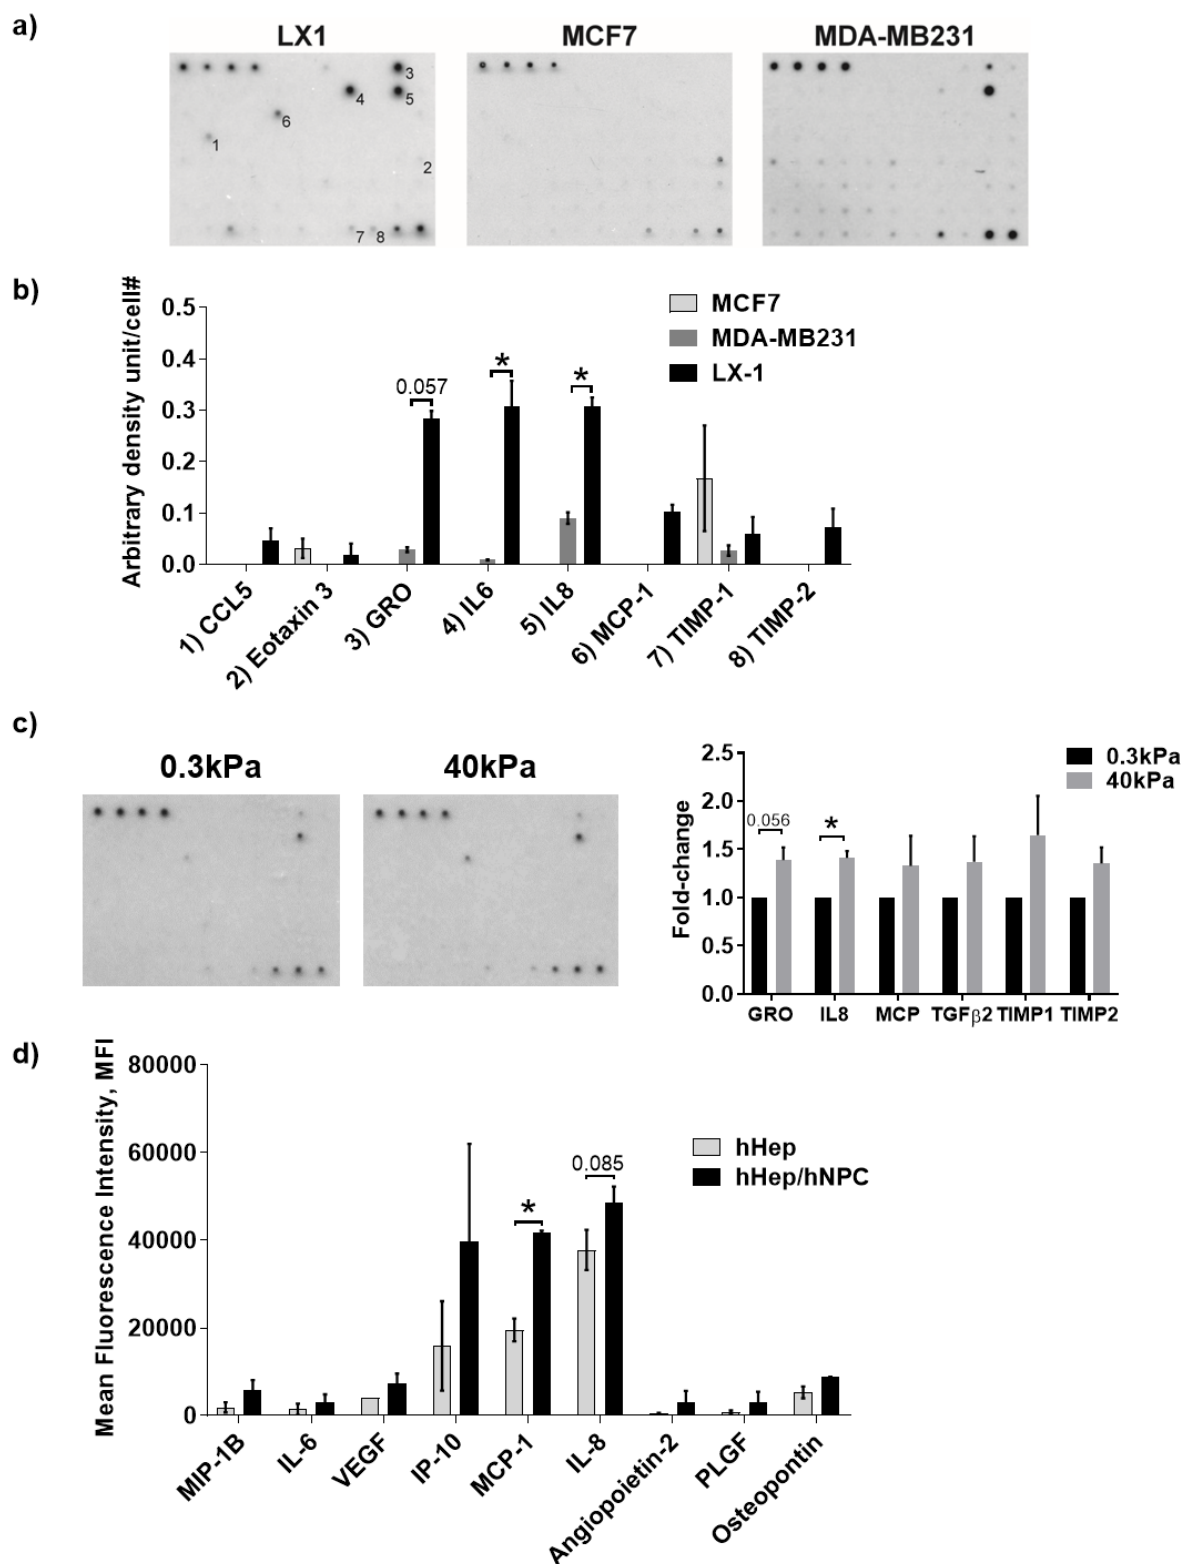 a)
LX1 MCF7 MDA-MB231
3
4 5
6
1
2
7 8
b)
Arbitrary density unit/cell#
0.5
0.4
0.3
0.2
0.1
0.0
MCF7
MDA-MB231
LX-1
0.057 * *
1) CCL5
2) Eotaxin 3
3) GRO
4) IL6
5) IL8
6) MCP-1
7) TIMP-1
8) TIMP-2
c)
0.3kPa 40kPa
Fold-change
2.5
2.0
1.5
1.0
0.5
0.0
0.3kPa
40kPa
0.056 *
GRO IL8 MCP TGFβ2 TIMP1 TIMP2
d)
Mean Fluorescence Intensity, MFI
80000
60000
40000
20000
0
hHep
hHep/hNPC
* 0.085
MIP-1B
IL-6
VEGF
IP-10
MCP-1
IL-8
Angiopoietin-2
PLGF
Osteopontin